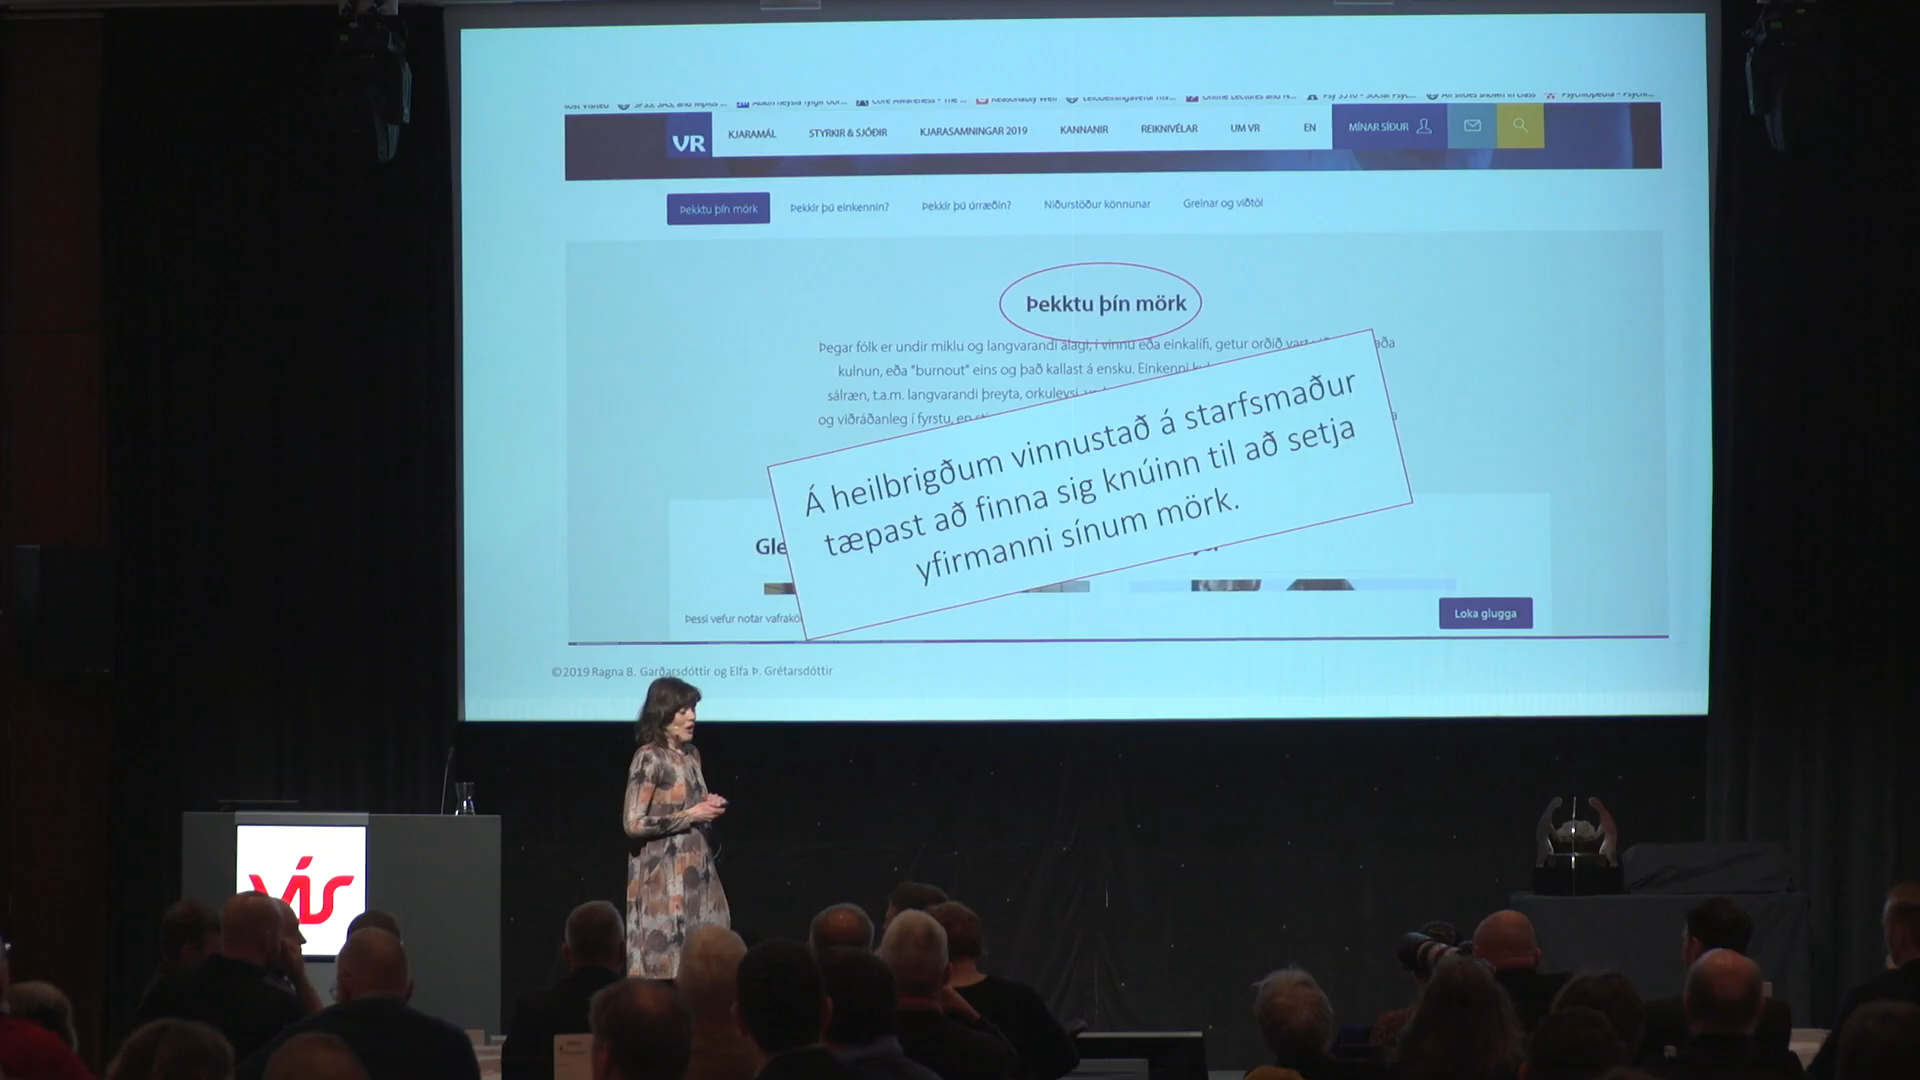 VR KJARAMÁL STYRKIR & SJÓÐIR KJARASAMNINGAR 2019 KANNANIR REIKNIVÉLAR UM VR EN MÍNAR SÍÐUR
Þekktu þín mörk Þekkir þú einkennin? Þekkir þú úrræðin? Niðurstöður könnunar Greinar og viðtöl
Þekktu þín mörk
Þegar fólk er undir miklu og langvarandi álagi, í vinnu eða einkalífi, getur orðið
kulnun, eða "burnout" eins og það kallast á ensku. Einkenni
sálræn, t.a.m. langvarandi þreyta, orkuleysi,
og viðráðanleg í fyrstu, en
Á heilbrigðum vinnustað á starfsmaður
tæpast að finna sig knúinn til að setja
yfirmanni sínum mörk.
Gle
Þessi vefur notar vafrakö
Loka glugga
©2019 Ragna B. Garðarsdóttir og Elfa Þ. Grétarsdóttir
VÍS